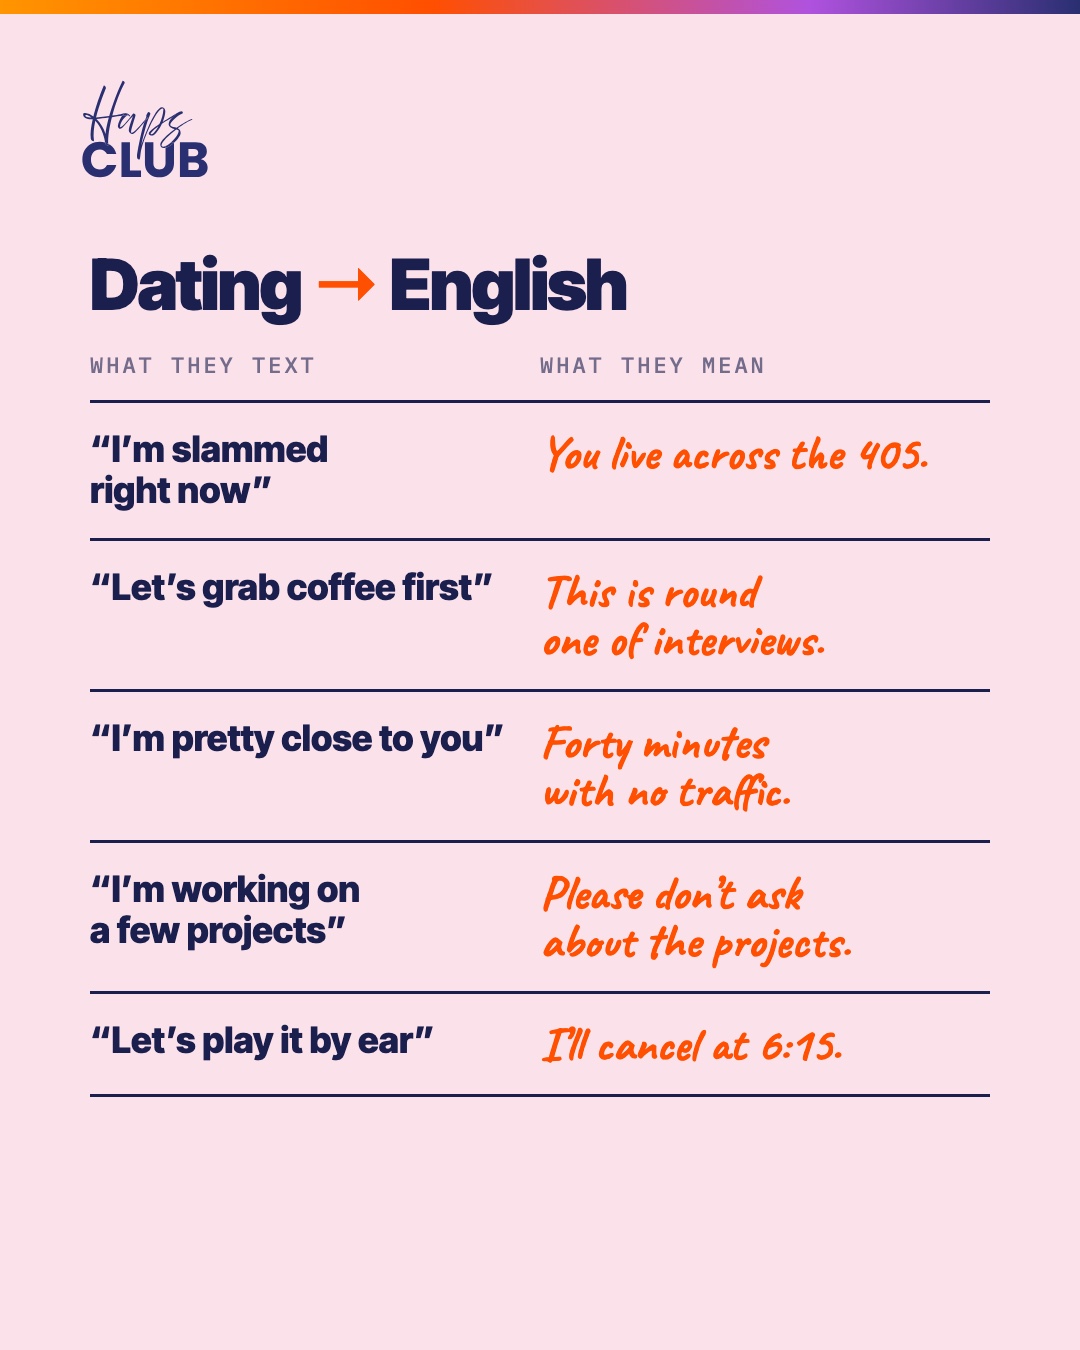 Haps
CLUB
Dating → English
WHAT THEY TEXT WHAT THEY MEAN
“I’m slammed
right now”
You live across the 405.
“Let’s grab coffee first”
This is round
one of interviews.
“I’m pretty close to you”
Forty minutes
with no traffic.
“I’m working on
a few projects”
Please don’t ask
about the projects.
“Let’s play it by ear”
I’ll cancel at 6:15.